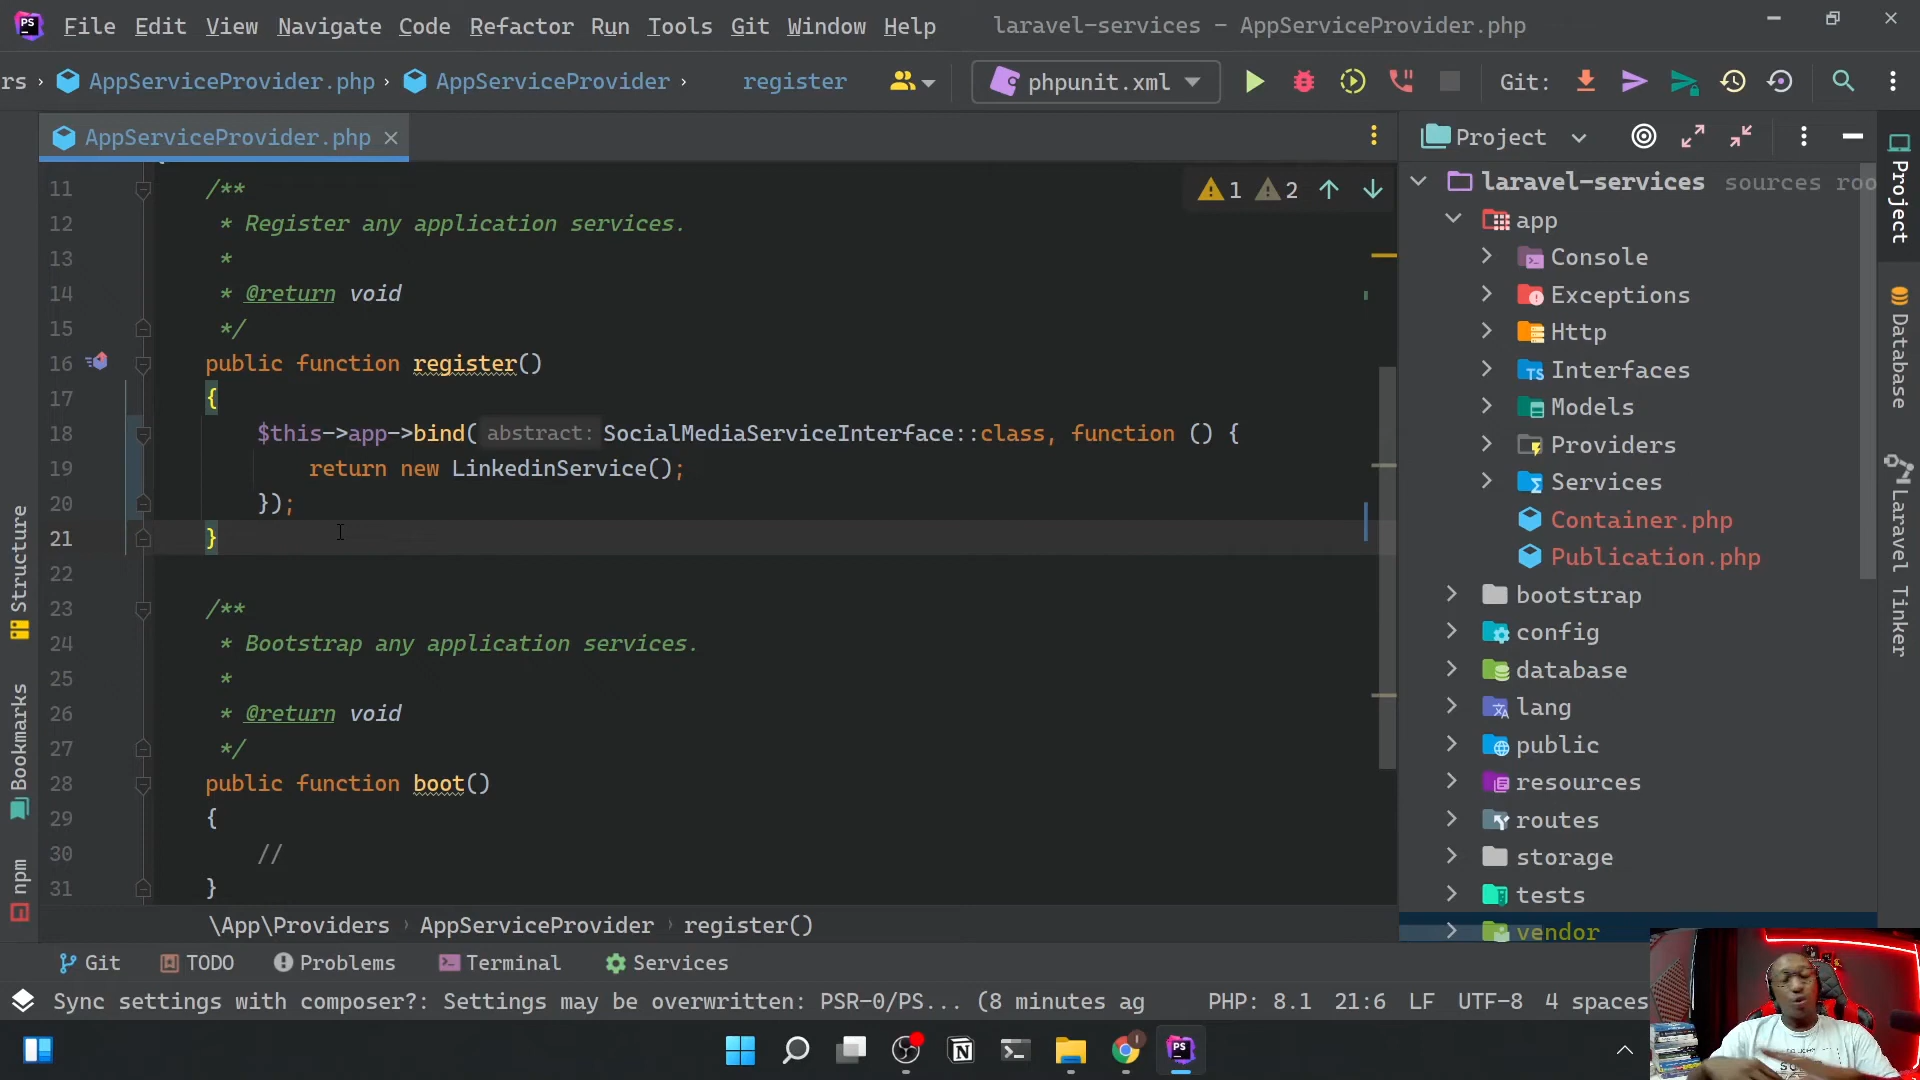 PS File Edit View Navigate Code Refactor Run Tools Git Window Help laravel-services – AppServiceProvider.php
rs › AppServiceProvider.php › AppServiceProvider › register phpunit.xml Git:
AppServiceProvider.php
1 2
11 /**
12 * Register any application services.
13 *
14 * @return void
15 */
16 public function register()
17 {
18 $this->app->bind( abstract: SocialMediaServiceInterface::class, function () {
19 return new LinkedinService();
20 });
21 }
22
23 /**
24 * Bootstrap any application services.
25 *
26 * @return void
27 */
28 public function boot()
29 {
30 //
31 }
\App\Providers › AppServiceProvider › register()
Project
laravel-services sources roo
app
Console
Exceptions
Http
TS Interfaces
Models
Providers
Services
Container.php
Publication.php
bootstrap
config
database
lang
public
resources
routes
storage
tests
vendor
Project
Database
Laravel Tinker
Structure
Bookmarks
npm
Git TODO Problems Terminal Services
Sync settings with composer?: Settings may be overwritten: PSR-0/PS... (8 minutes ag PHP: 8.1 21:6 LF UTF-8 4 spaces
PS